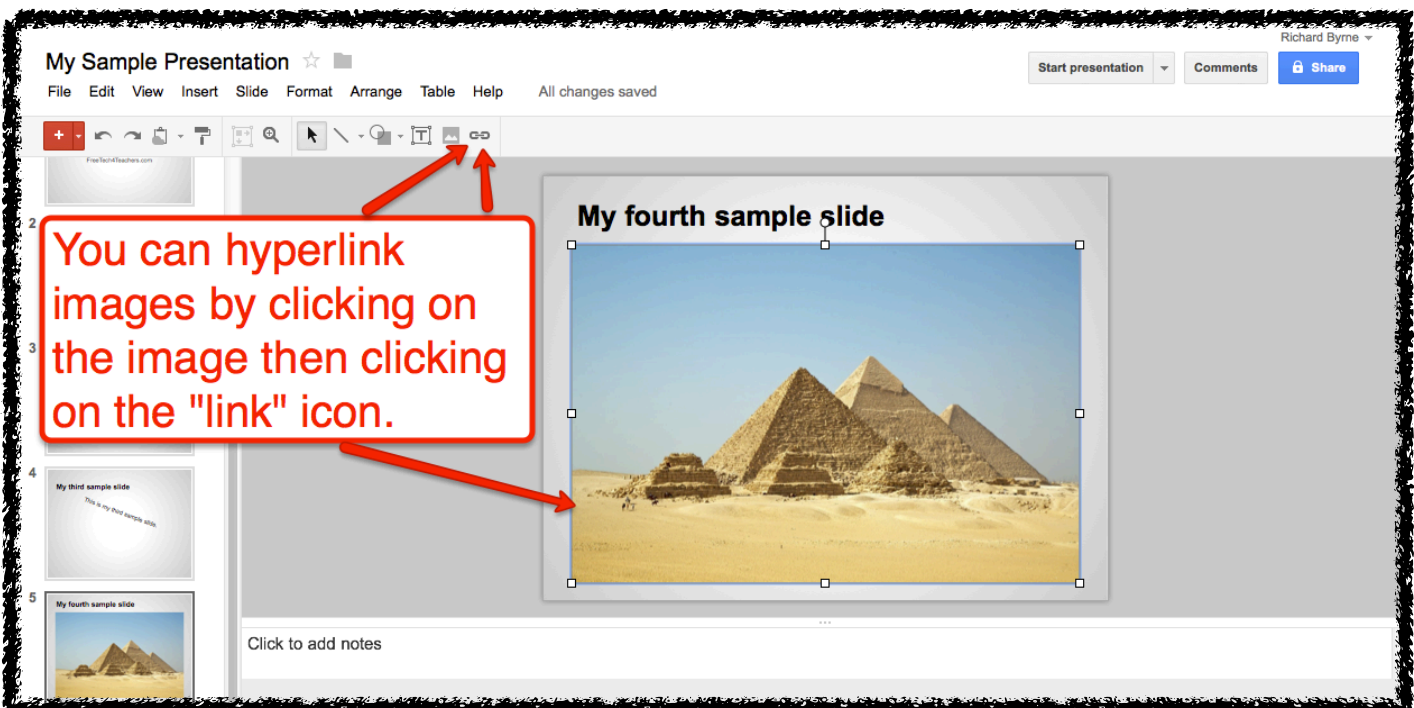 Richard Byrne
My Sample Presentation
Start presentation
Comments
Share
File Edit View Insert Slide Format Arrange Table Help All changes saved
FreeTech4Teachers.com
2
You can hyperlink
images by clicking on
the image then clicking
on the "link" icon.
3
4
My third sample slide
This is my third sample slide.
5
My fourth sample slide
My fourth sample slide
Click to add notes